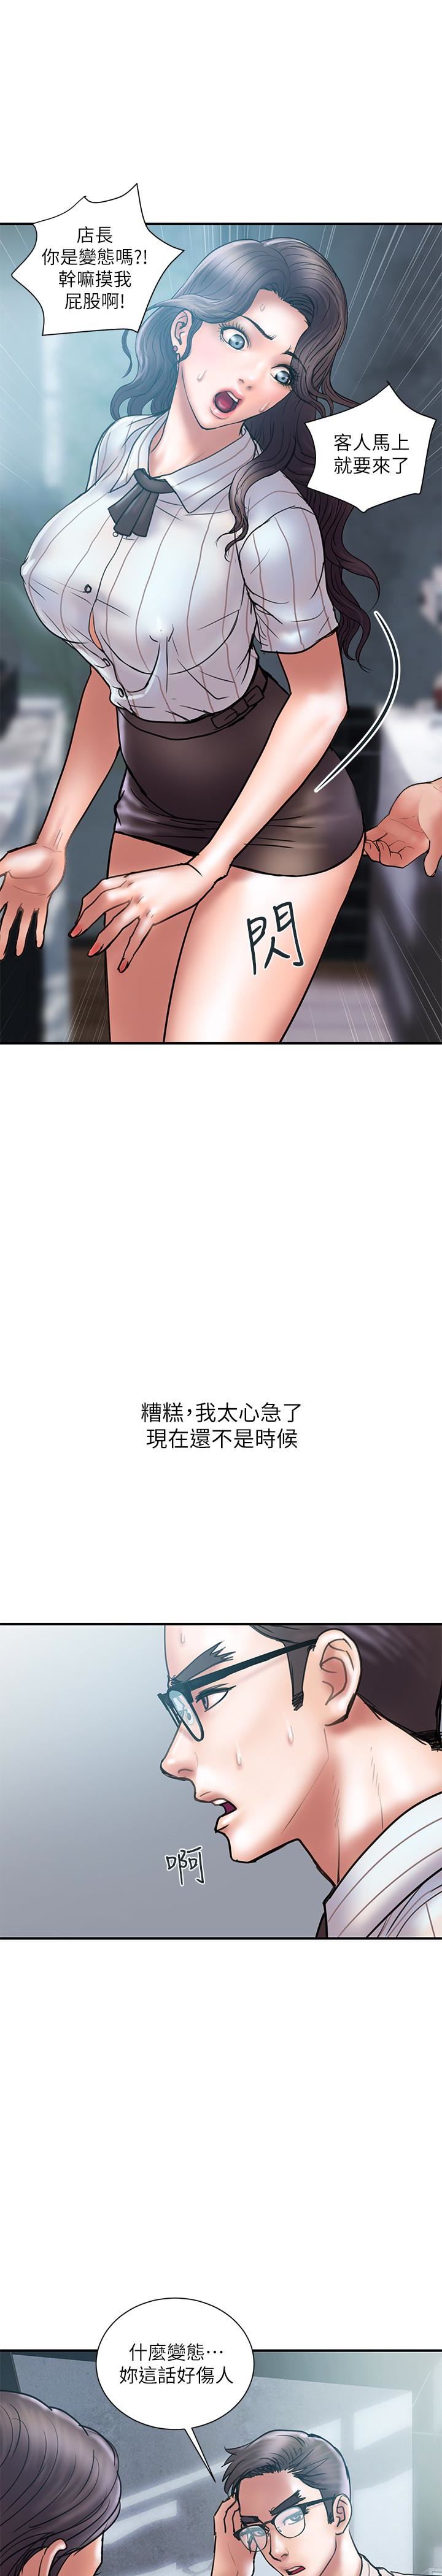 店長
你是變態嗎?!
幹嘛摸我
屁股啊!
客人馬上
就要來了
閃
糟糕,我太心急了
現在還不是時候
啊
什麼變態…
妳這話好傷人